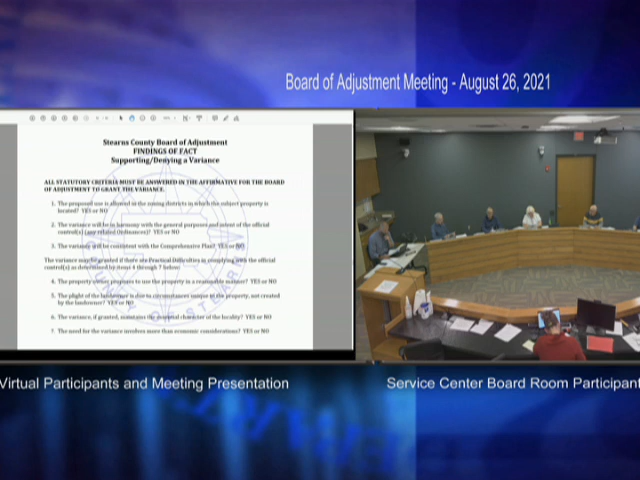 Board of Adjustment Meeting - August 26, 2021
Stearns County Board of Adjustment
FINDINGS OF FACT
Supporting/Denying a Variance
ALL STATUTORY CRITERIA MUST BE ANSWERED IN THE AFFIRMATIVE FOR THE BOARD
OF ADJUSTMENT TO GRANT THE VARIANCE.
1. The proposed use is allowed in the zoning districts in which the subject property is
located? YES or NO
2. The variance will be in harmony with the general purposes and intent of the official
control(s) (any related Ordinances)? YES or NO
3. The variance will be consistent with the Comprehensive Plan? YES or NO
The variance may be granted if there are Practical Difficulties in complying with the official
control(s) as determined by items 4 through 7 below:
4. The property owner proposes to use the property in a reasonable manner? YES or NO
5. The plight of the landowner is due to circumstances unique to the property, not created
by the landowner? YES or NO
6. The variance, if granted, maintains the essential character of the locality? YES or NO
7. The need for the variance involves more than economic considerations? YES or NO
Virtual Participants and Meeting Presentation
Service Center Board Room Participant